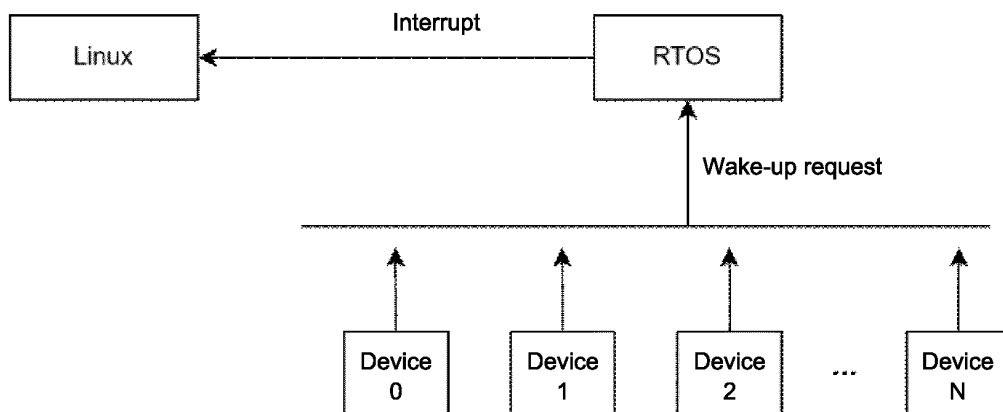 Interrupt
Linux
RTOS
Wake-up request
Device
0
Device
1
Device
2
...
Device
N